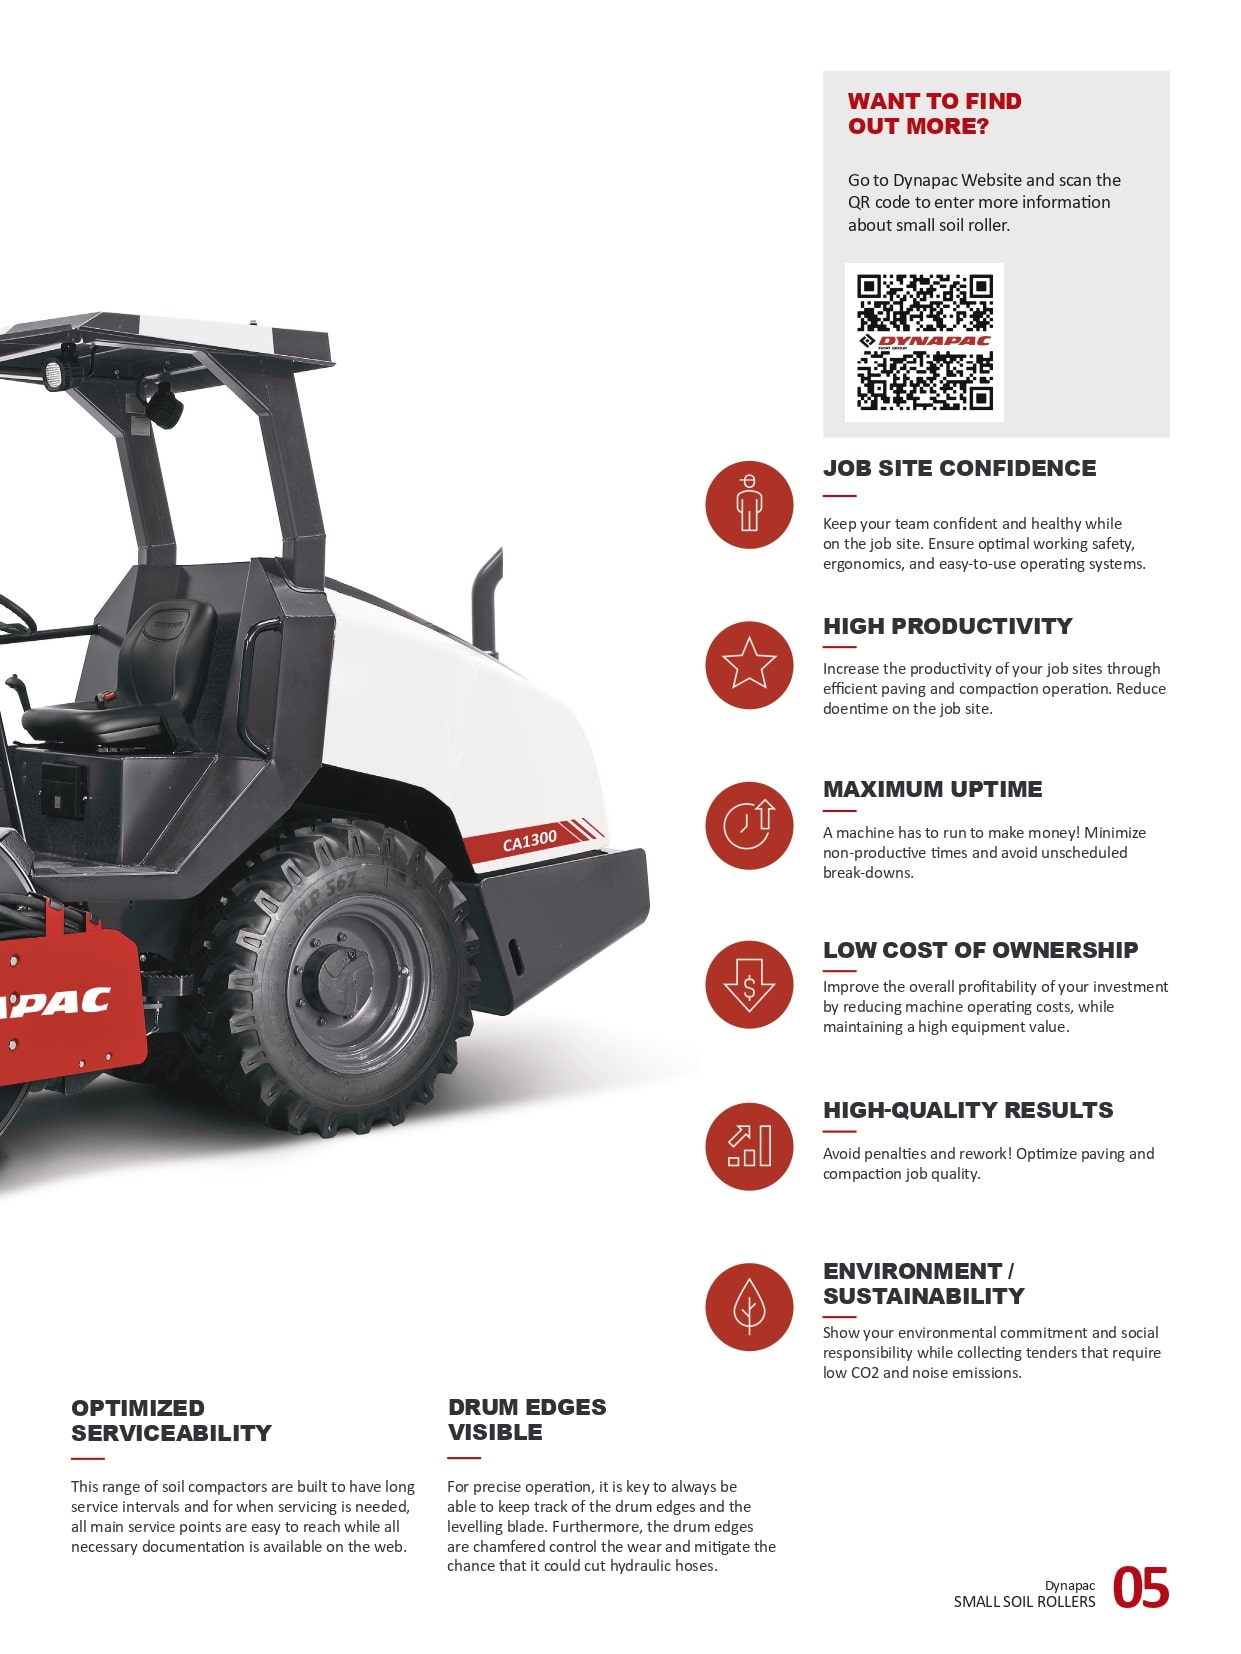 WANT TO FIND
OUT MORE?
Go to Dynapac Website and scan the
QR code to enter more information
about small soil roller.
DYNAPAC
FAYAT GROUP
JOB SITE CONFIDENCE
Keep your team confident and healthy while
on the job site. Ensure optimal working safety,
ergonomics, and easy-to-use operating systems.
HIGH PRODUCTIVITY
Increase the productivity of your job sites through
efficient paving and compaction operation. Reduce
doentime on the job site.
MAXIMUM UPTIME
A machine has to run to make money! Minimize
non-productive times and avoid unscheduled
break-downs.
CA1300
MP 567
APAC
LOW COST OF OWNERSHIP
Improve the overall profitability of your investment
by reducing machine operating costs, while
maintaining a high equipment value.
HIGH-QUALITY RESULTS
Avoid penalties and rework! Optimize paving and
compaction job quality.
ENVIRONMENT /
SUSTAINABILITY
Show your environmental commitment and social
responsibility while collecting tenders that require
low CO2 and noise emissions.
OPTIMIZED
SERVICEABILITY
This range of soil compactors are built to have long
service intervals and for when servicing is needed,
all main service points are easy to reach while all
necessary documentation is available on the web.
DRUM EDGES
VISIBLE
For precise operation, it is key to always be
able to keep track of the drum edges and the
levelling blade. Furthermore, the drum edges
are chamfered control the wear and mitigate the
chance that it could cut hydraulic hoses.
Dynapac
SMALL SOIL ROLLERS
05